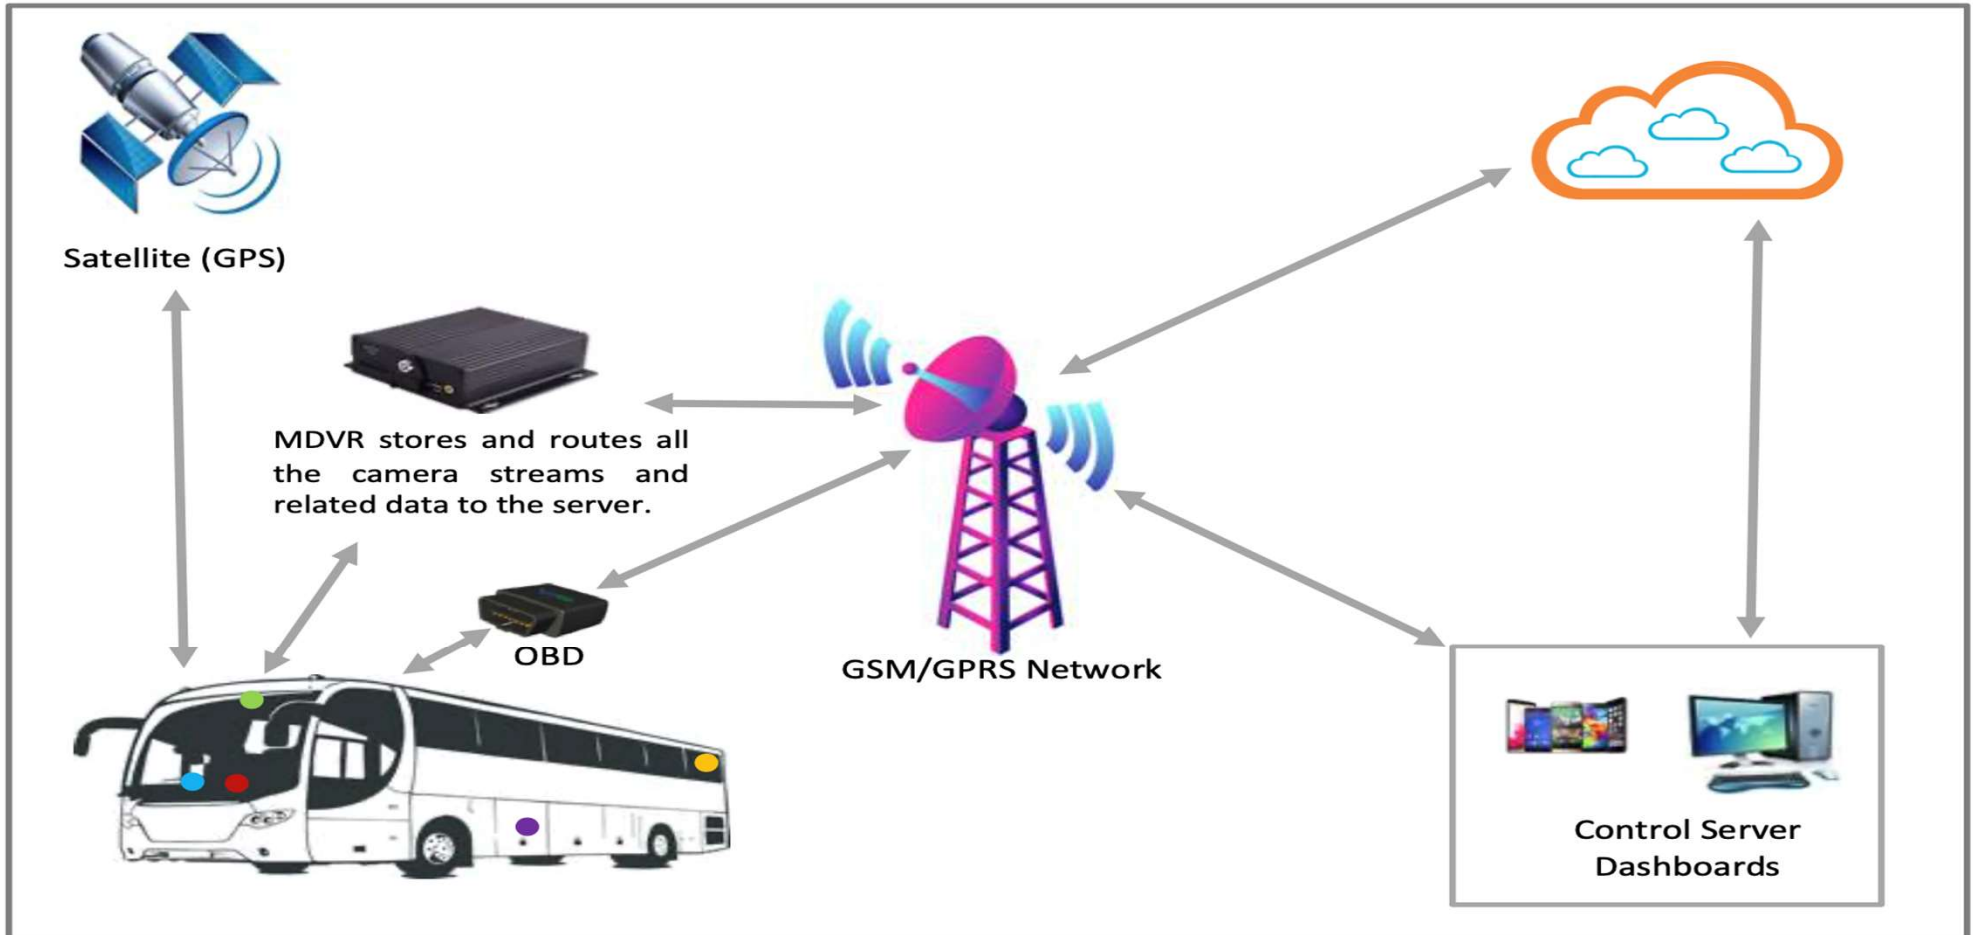 Satellite (GPS)
MDVR stores and routes all
the camera streams and
related data to the server.
OBD
GSM/GPRS Network
Control Server
Dashboards